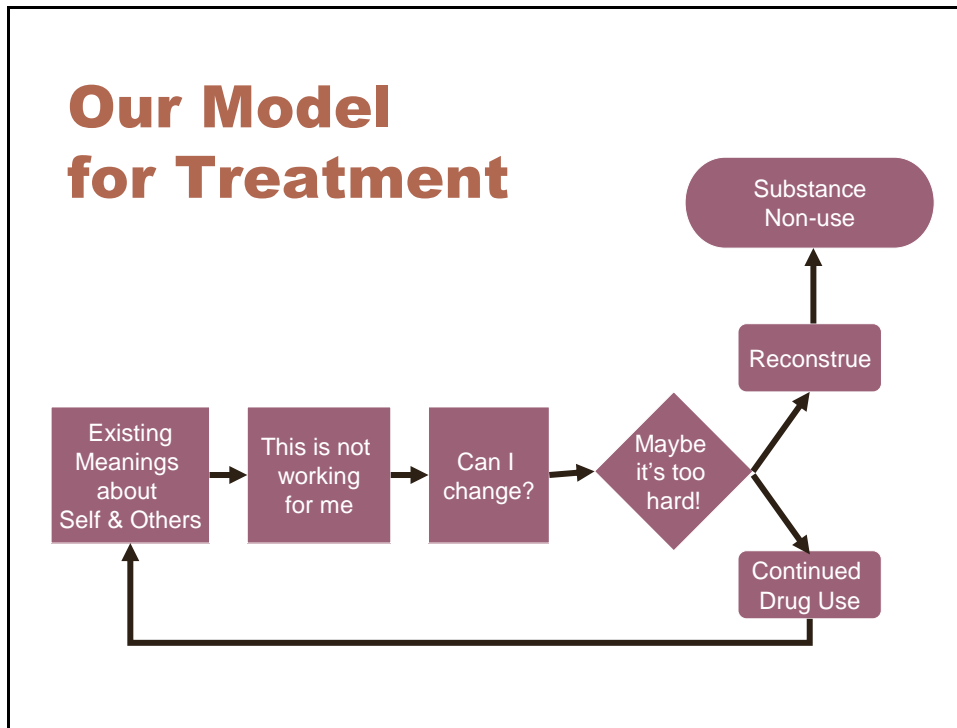 Our Model
for Treatment
Substance
Non-use
Reconstrue
Existing
Meanings
about
Self & Others
This is not
working
for me
Can I
change?
Maybe
it’s too
hard!
Continued
Drug Use